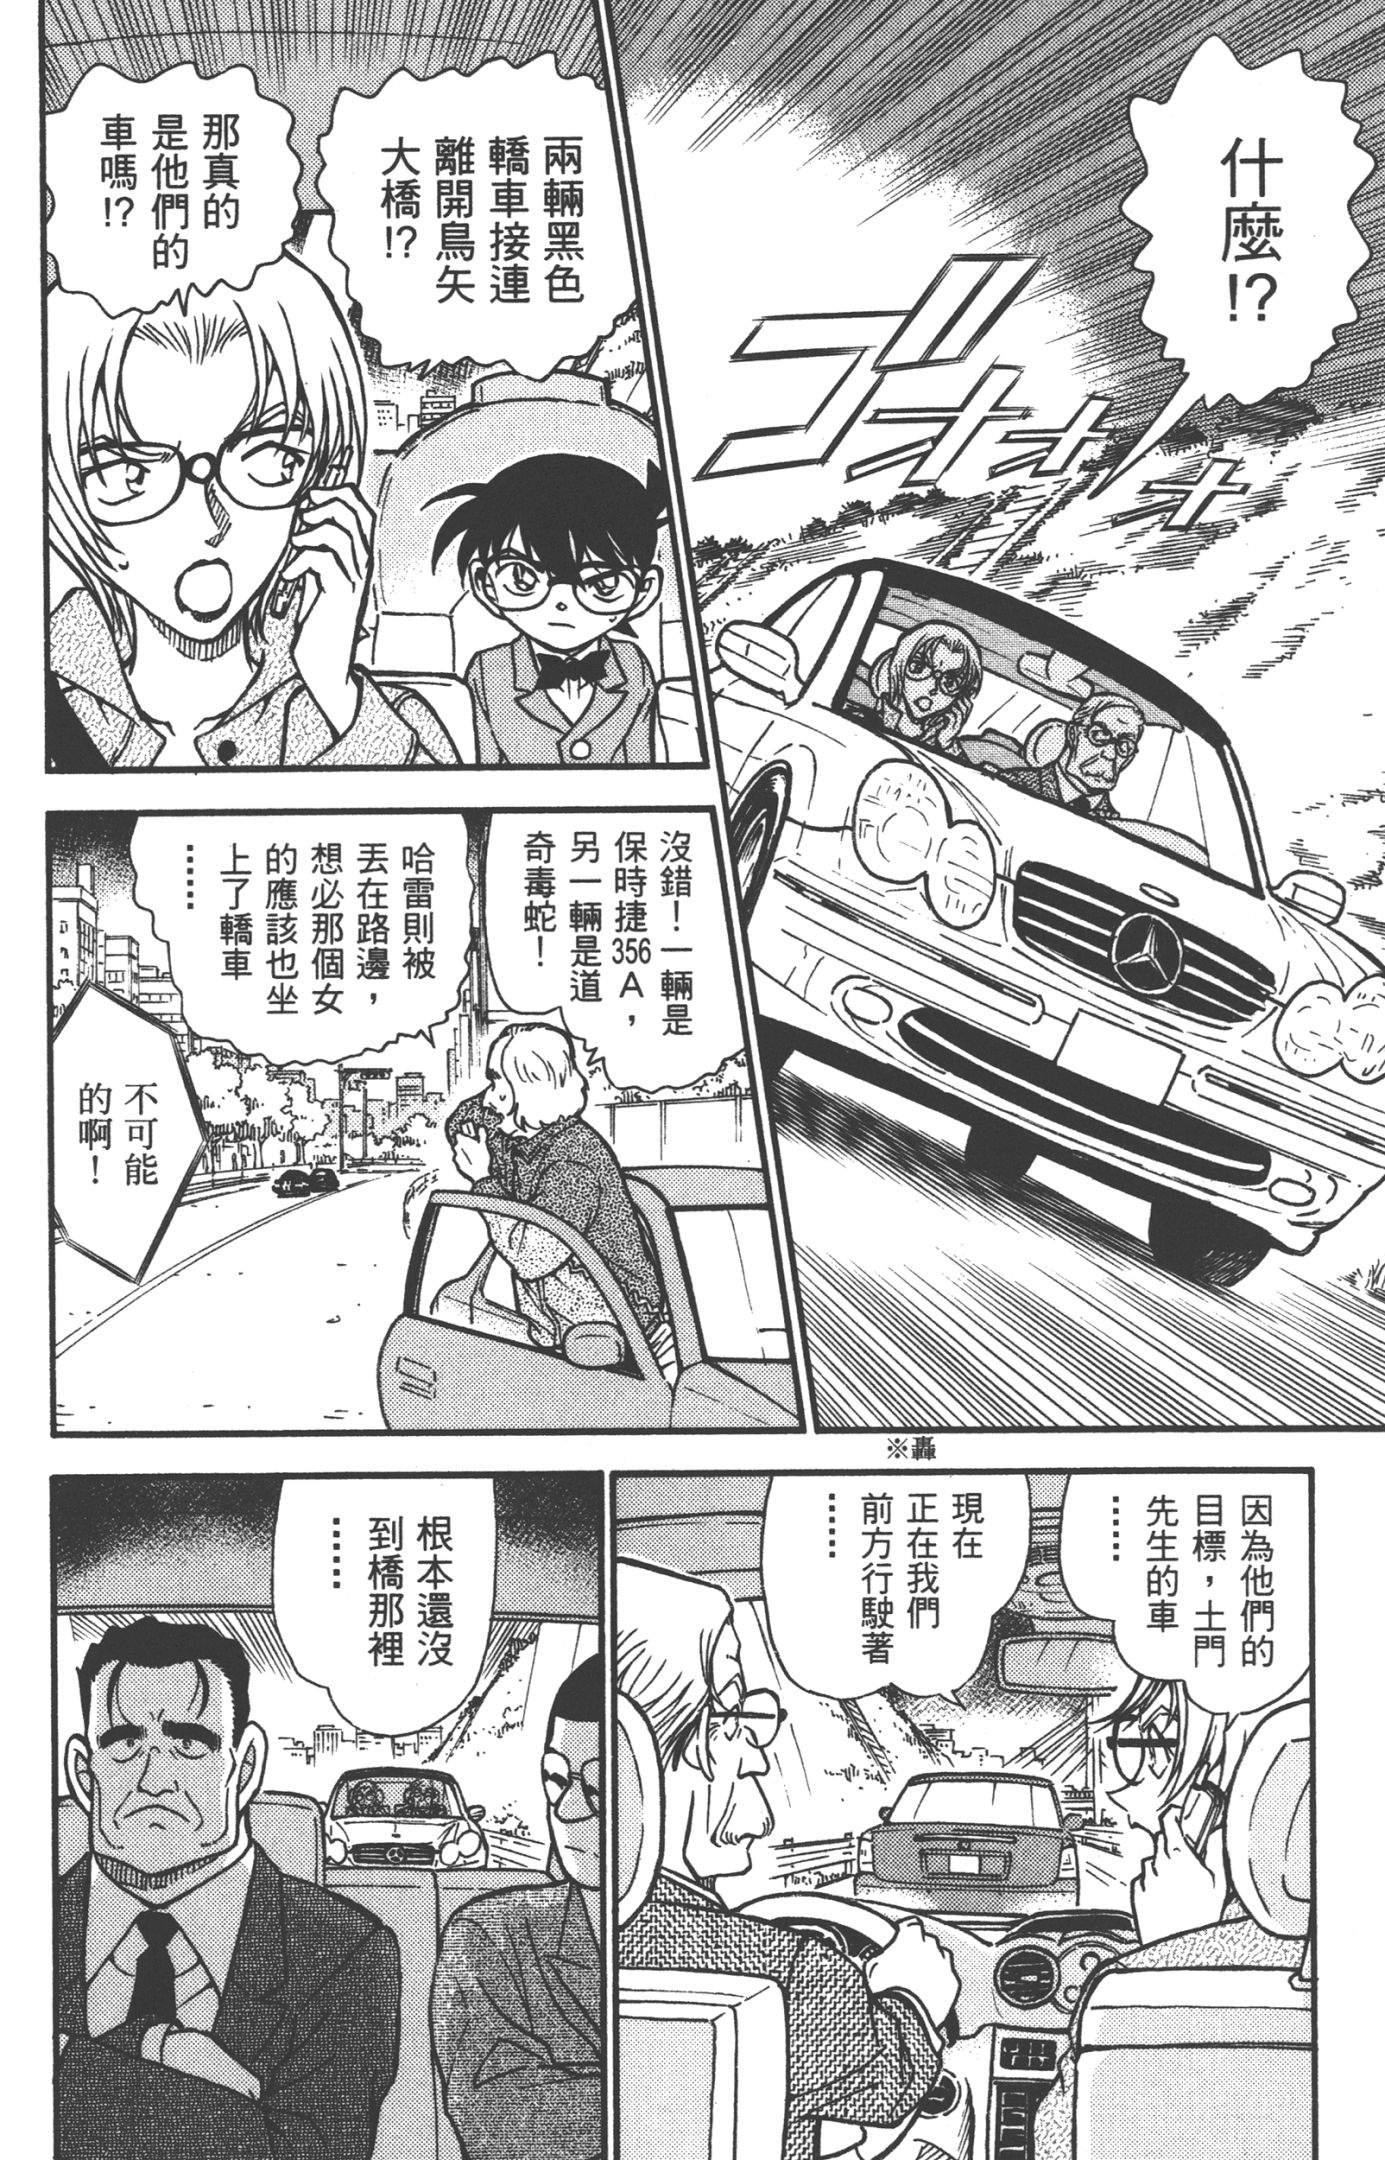 什麼!?
ゴオオオオ
兩輛黑色
轎車接連
離開鳥矢
大橋!?
那真的
是他們的
車嗎!?
沒錯！一輛是
保時捷356A，
另一輛是道
奇毒蛇！
哈雷則被
丟在路邊，
想必那個女
的應該也坐
上了轎車
……
不可能
的啊！
※轟
因為他們的
目標，土門
先生的車
……
現在
正在我們
前方行駛著
……
根本還沒
到橋那裡
……